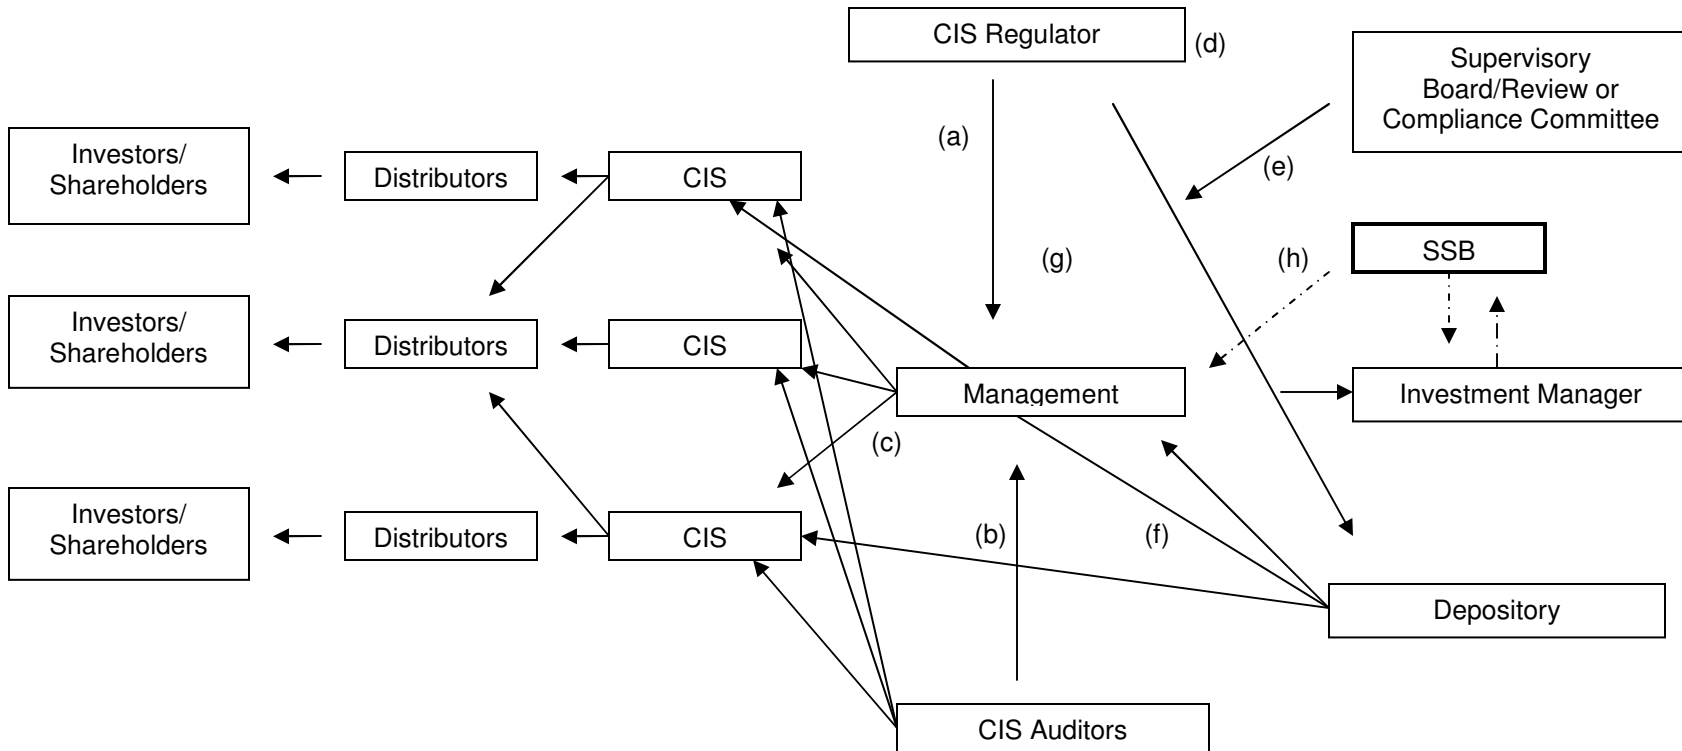 CIS Regulator
(d)
Supervisory
Board/Review or
Compliance Committee
(a)
(e)
Investors/
Shareholders
Distributors
CIS
(g)
(h)
SSB
Investors/
Shareholders
Distributors
CIS
Management
Investment Manager
(c)
Investors/
Shareholders
Distributors
CIS
(b)
(f)
Depository
CIS Auditors